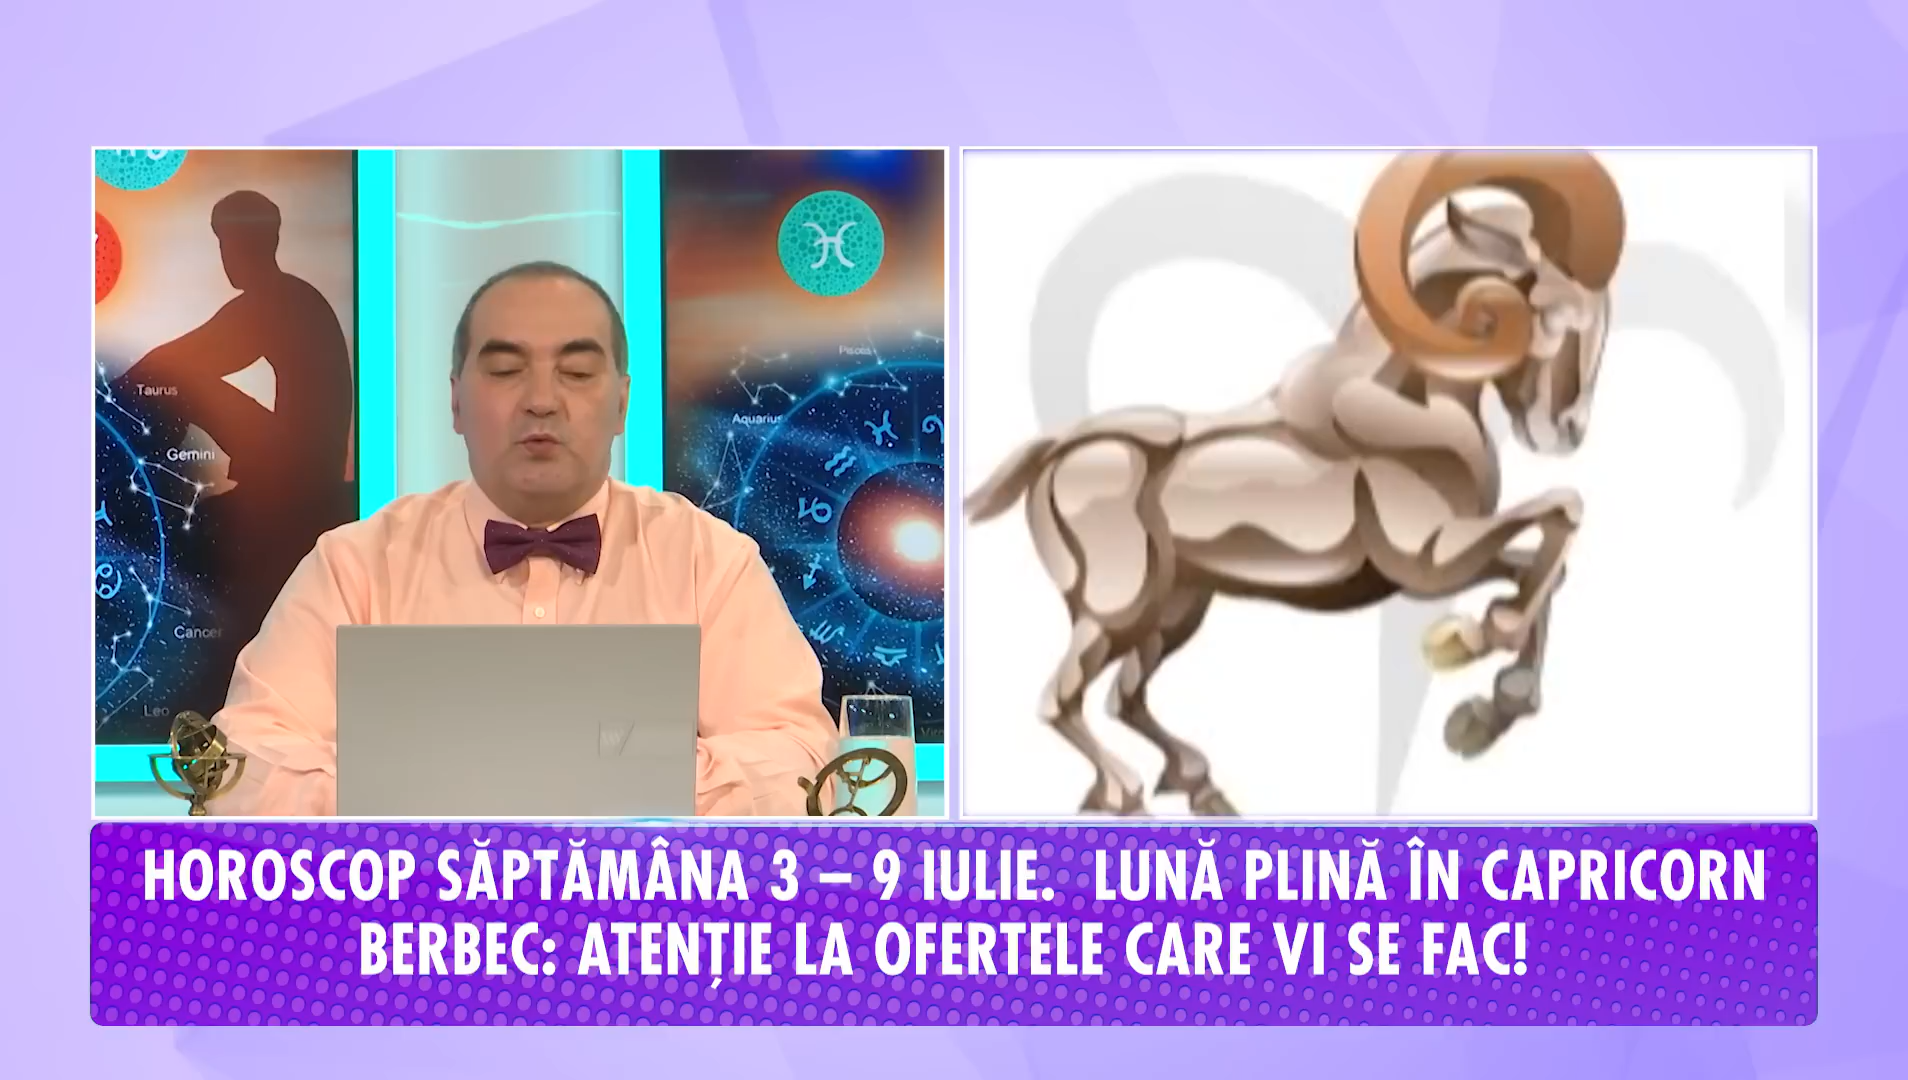 Taurus
Gemini
Cancer
Leo
Pisces
Aquarius
HOROSCOP SĂPTĂMÂNA 3 – 9 IULIE. LUNĂ PLINĂ ÎN CAPRICORN
BERBEC: ATENȚIE LA OFERTELE CARE VI SE FAC!